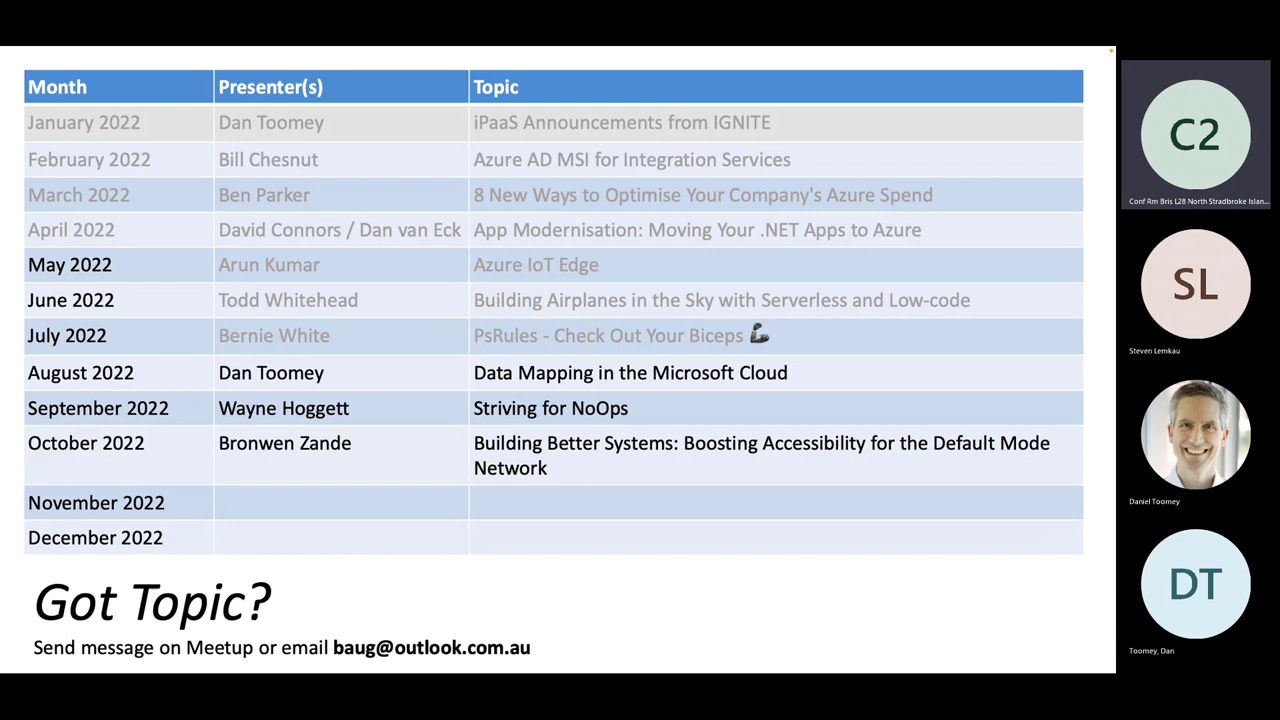 Month Presenter(s) Topic
January 2022 Dan Toomey iPaaS Announcements from IGNITE
February 2022 Bill Chesnut Azure AD MSI for Integration Services
March 2022 Ben Parker 8 New Ways to Optimise Your Company's Azure Spend
April 2022 David Connors / Dan van Eck App Modernisation: Moving Your .NET Apps to Azure
May 2022 Arun Kumar Azure IoT Edge
June 2022 Todd Whitehead Building Airplanes in the Sky with Serverless and Low-code
July 2022 Bernie White PsRules - Check Out Your Biceps 🦾
August 2022 Dan Toomey Data Mapping in the Microsoft Cloud
September 2022 Wayne Hoggett Striving for NoOps
October 2022 Bronwen Zande Building Better Systems: Boosting Accessibility for the Default Mode
Network
November 2022
December 2022
Got Topic?
Send message on Meetup or email baug@outlook.com.au
C2
Conf Rm Bris L28 North Stradbroke Islan...
SL
Steven Lemkau
Daniel Toomey
DT
Toomey, Dan